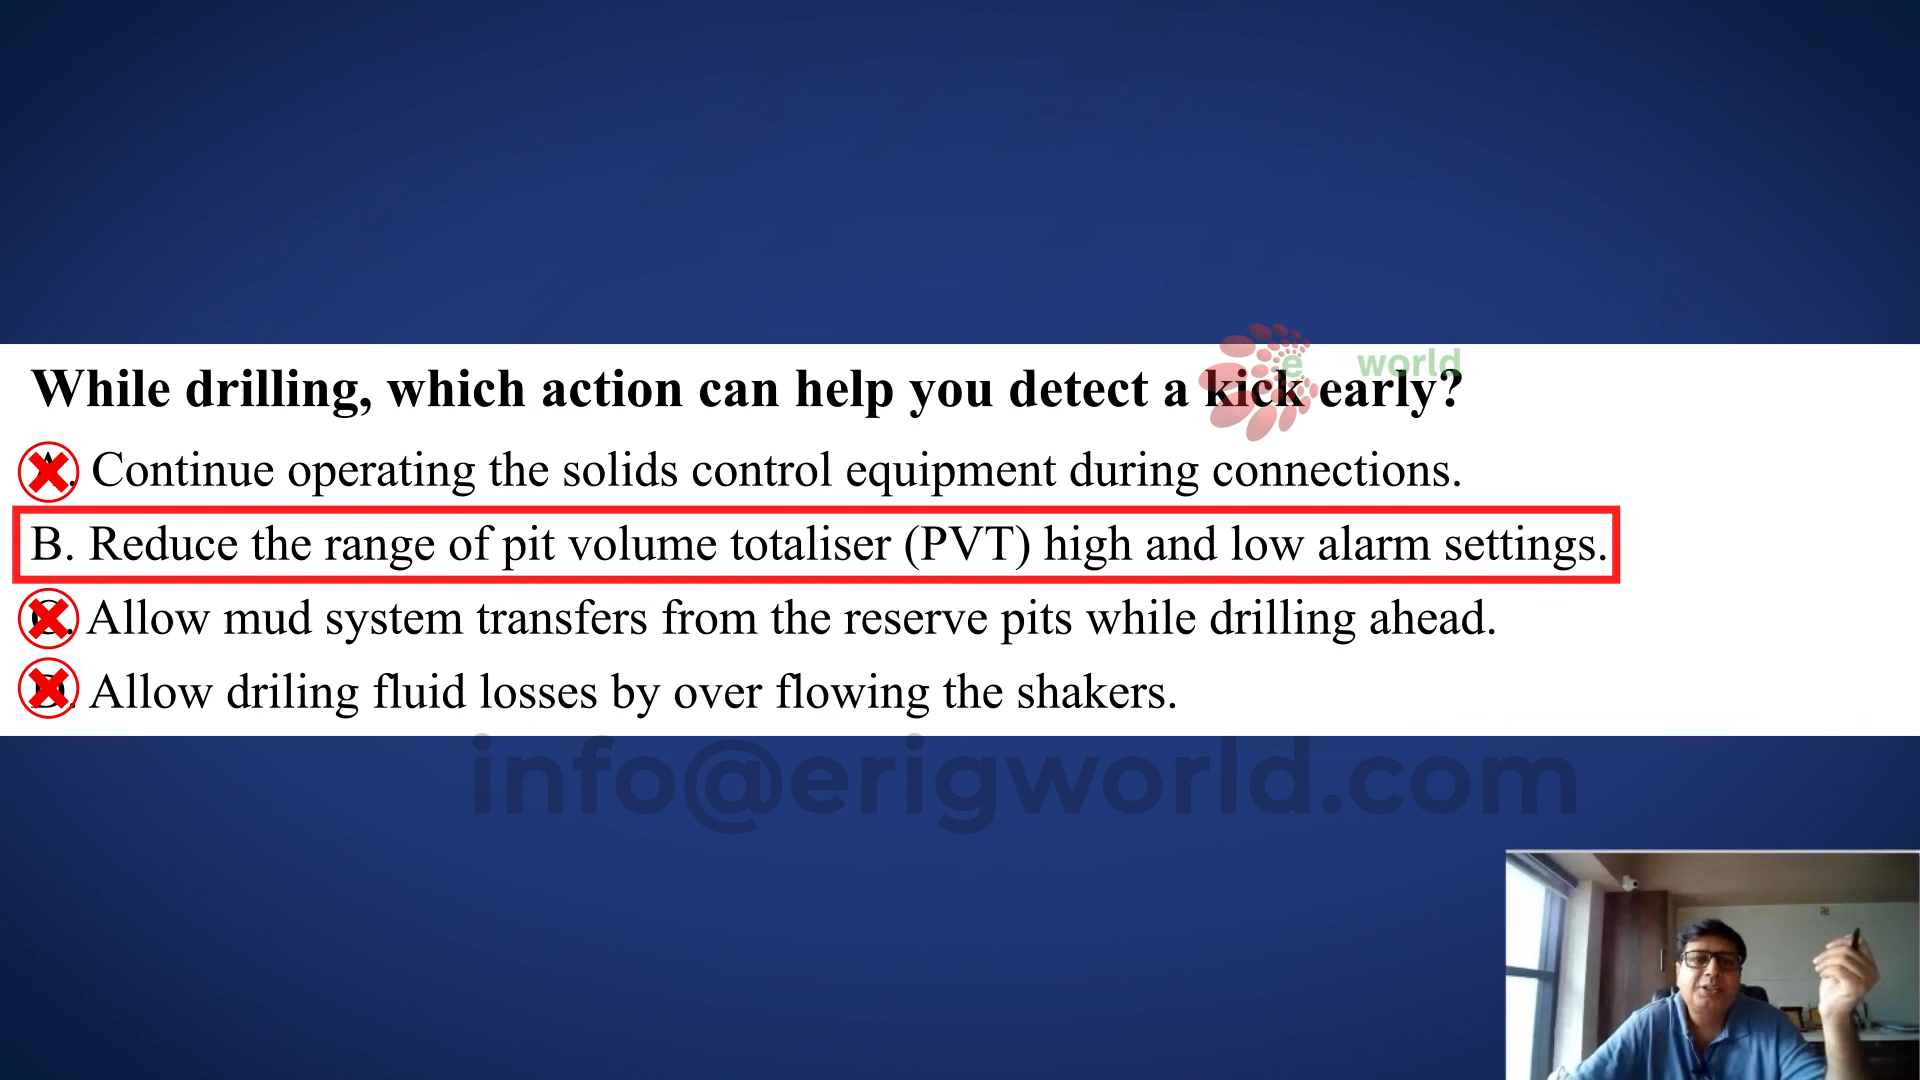 e world
While drilling, which action can help you detect a kick early?
A. Continue operating the solids control equipment during connections.
B. Reduce the range of pit volume totaliser (PVT) high and low alarm settings.
C. Allow mud system transfers from the reserve pits while drilling ahead.
D. Allow driling fluid losses by over flowing the shakers.
info@erigworld.com